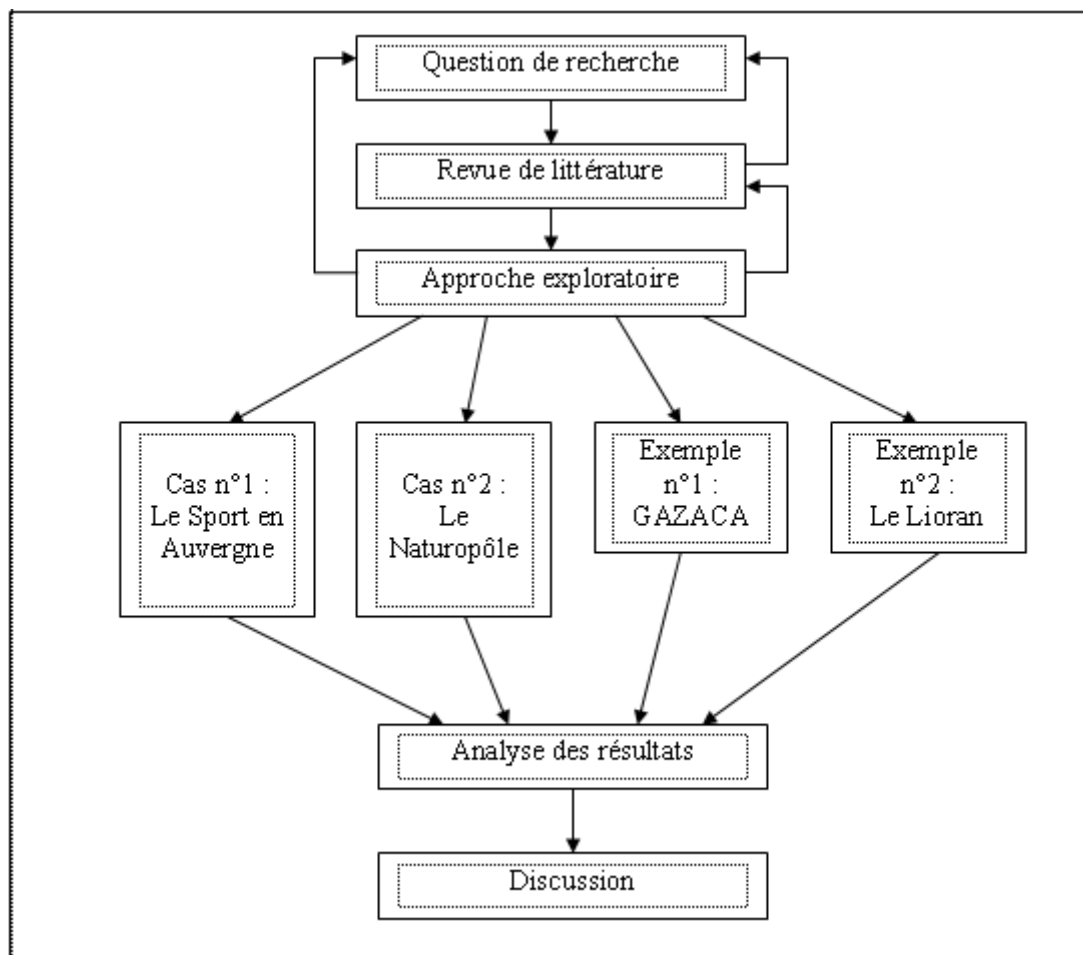 Question de recherche
Revue de littérature
Approche exploratoire
Cas n°1 :
Le Sport en
Auvergne
Cas n°2 :
Le
Naturopôle
Exemple
n°1 :
GAZACA
Exemple
n°2 :
Le Lioran
Analyse des résultats
Discussion